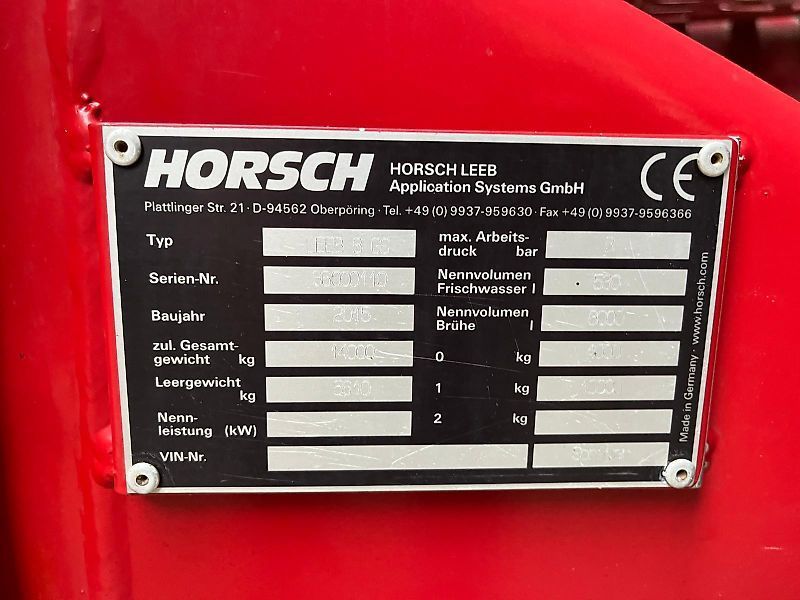 HORSCH
HORSCH LEEB
Application Systems GmbH
CE
Plattlinger Str. 21 · D-94562 Oberpöring · Tel. +49 (0) 9937-959630 · Fax +49 (0) 9937-9596366
Typ
max. Arbeits-
druck bar
8
Serien-Nr.
Nennvolumen
Frischwasser l
Baujahr 2015
Nennvolumen
Brühe l
8000
zul. Gesamt-
gewicht kg
14000
0 kg
Leergewicht
kg
1 kg
Nenn-
leistung (kW)
2 kg
VIN-Nr.
Made in Germany · www.horsch.com